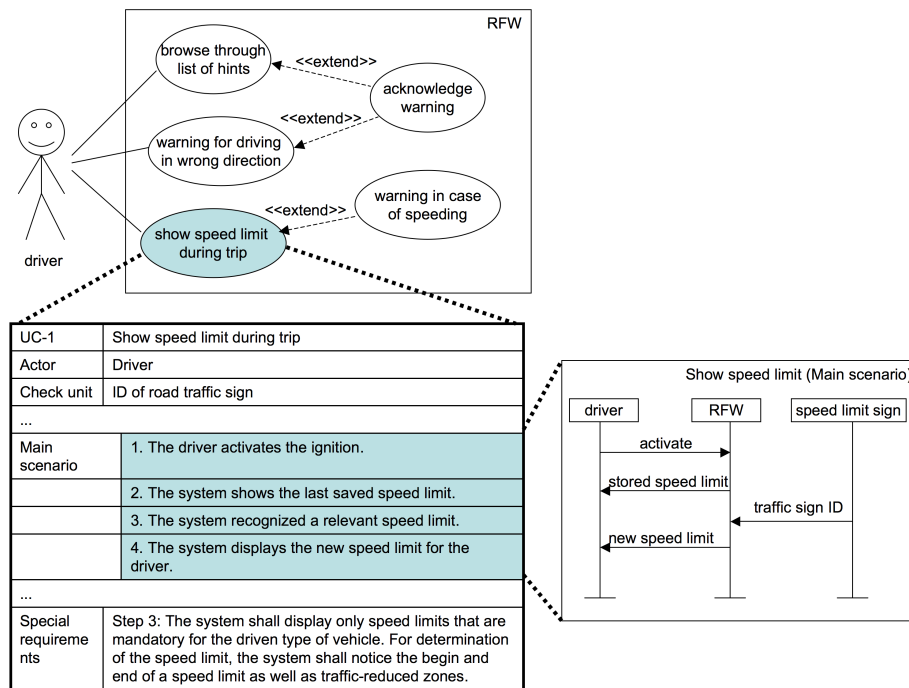 RFW
browse through
list of hints
<<extend>>
acknowledge
warning
<<extend>>
warning for driving
in wrong direction
warning in case
of speeding
<<extend>>
show speed limit
during trip
driver
UC-1 Show speed limit during trip
Actor Driver
Check unit ID of road traffic sign
...
Main
scenario
1. The driver activates the ignition.
2. The system shows the last saved speed limit.
3. The system recognized a relevant speed limit.
4. The system displays the new speed limit for the
driver.
...
Special
requireme
nts
Step 3: The system shall display only speed limits that are
mandatory for the driven type of vehicle. For determination
of the speed limit, the system shall notice the begin and
end of a speed limit as well as traffic-reduced zones.
Show speed limit (Main scenario)
driver RFW speed limit sign
activate
stored speed limit
traffic sign ID
new speed limit